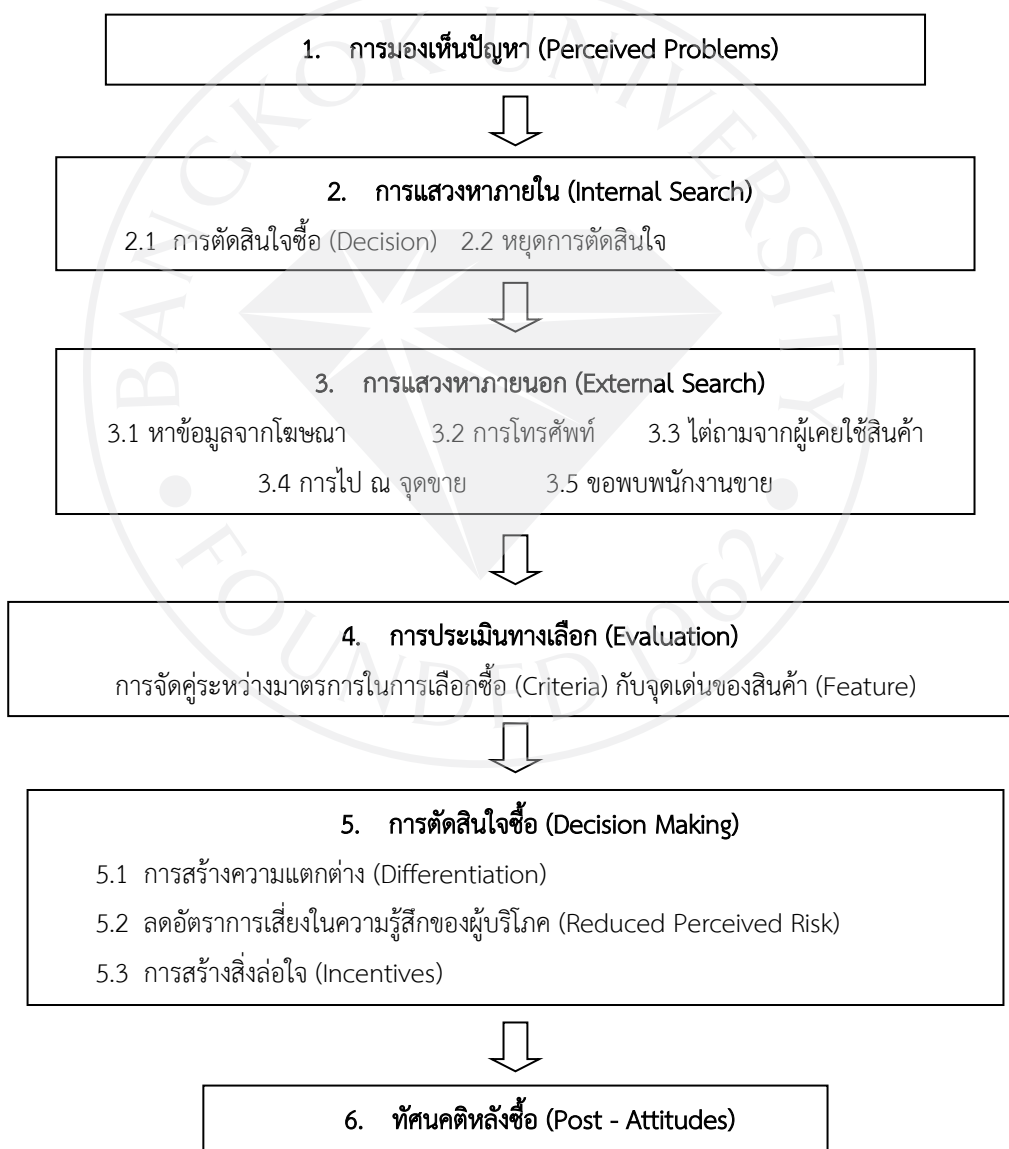 1. การมองเห็นปัญหา (Perceived Problems)
2. การแสวงหาภายใน (Internal Search)
2.1 การตัดสินใจซื้อ (Decision) 2.2 หยุดการตัดสินใจ
3. การแสวงหาภายนอก (External Search)
3.1 หาข้อมูลจากโฆษณา 3.2 การโทรศัพท์ 3.3 ไต่ถามจากผู้เคยใช้สินค้า
3.4 การไป ณ จุดขาย 3.5 ขอพบพนักงานขาย
4. การประเมินทางเลือก (Evaluation)
การจัดคู่ระหว่างมาตรการในการเลือกซื้อ (Criteria) กับจุดเด่นของสินค้า (Feature)
5. การตัดสินใจซื้อ (Decision Making)
5.1 การสร้างความแตกต่าง (Differentiation)
5.2 ลดอัตราการเสี่ยงในความรู้สึกของผู้บริโภค (Reduced Perceived Risk)
5.3 การสร้างสิ่งล่อใจ (Incentives)
6. ทัศนคติหลังซื้อ (Post - Attitudes)
BANGKOK UNIVERSITY
FOUNDED 1962